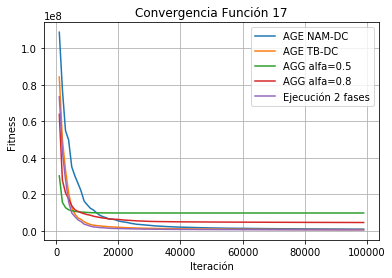 Convergencia Función 17
1e8
AGE NAM-DC
AGE TB-DC
AGG alfa=0.5
AGG alfa=0.8
Ejecución 2 fases
1.0
0.8
0.6
0.4
0.2
0.0
Fitness
0 20000 40000 60000 80000 100000
Iteración